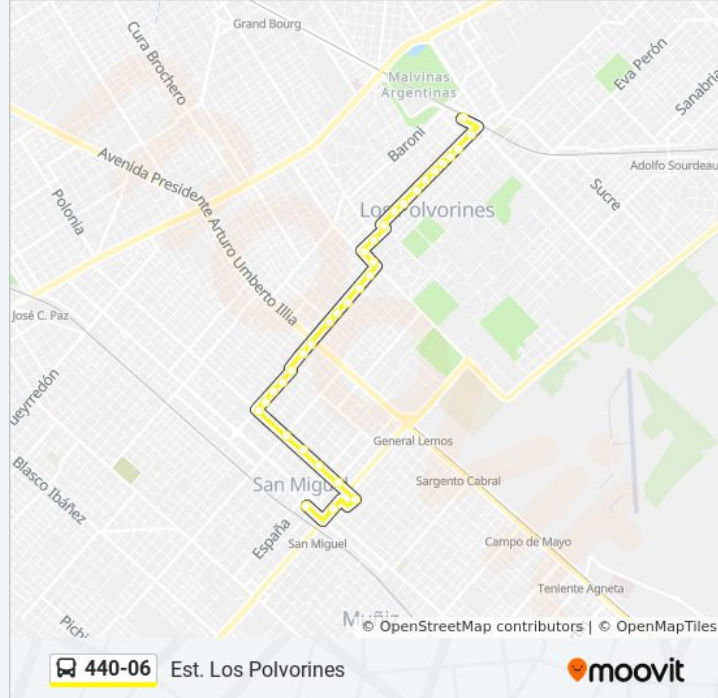 Grand Bourg
Cura Brochero
Malvinas
Argentinas
Eva Perón
Sanabria
Baroni
Adolfo Sourdeaux
Avenida Presidente Arturo Umberto Illia
Polonia
Los Polvorines
Sucre
José C. Paz
General Lemos
Blasco Ibáñez
San Miguel
Sargento Cabral
España
San Miguel
Campo de Mayo
Teniente Agneta
Muñiz
© OpenStreetMap contributors | © OpenMapTiles
440-06 Est. Los Polvorines
moovit